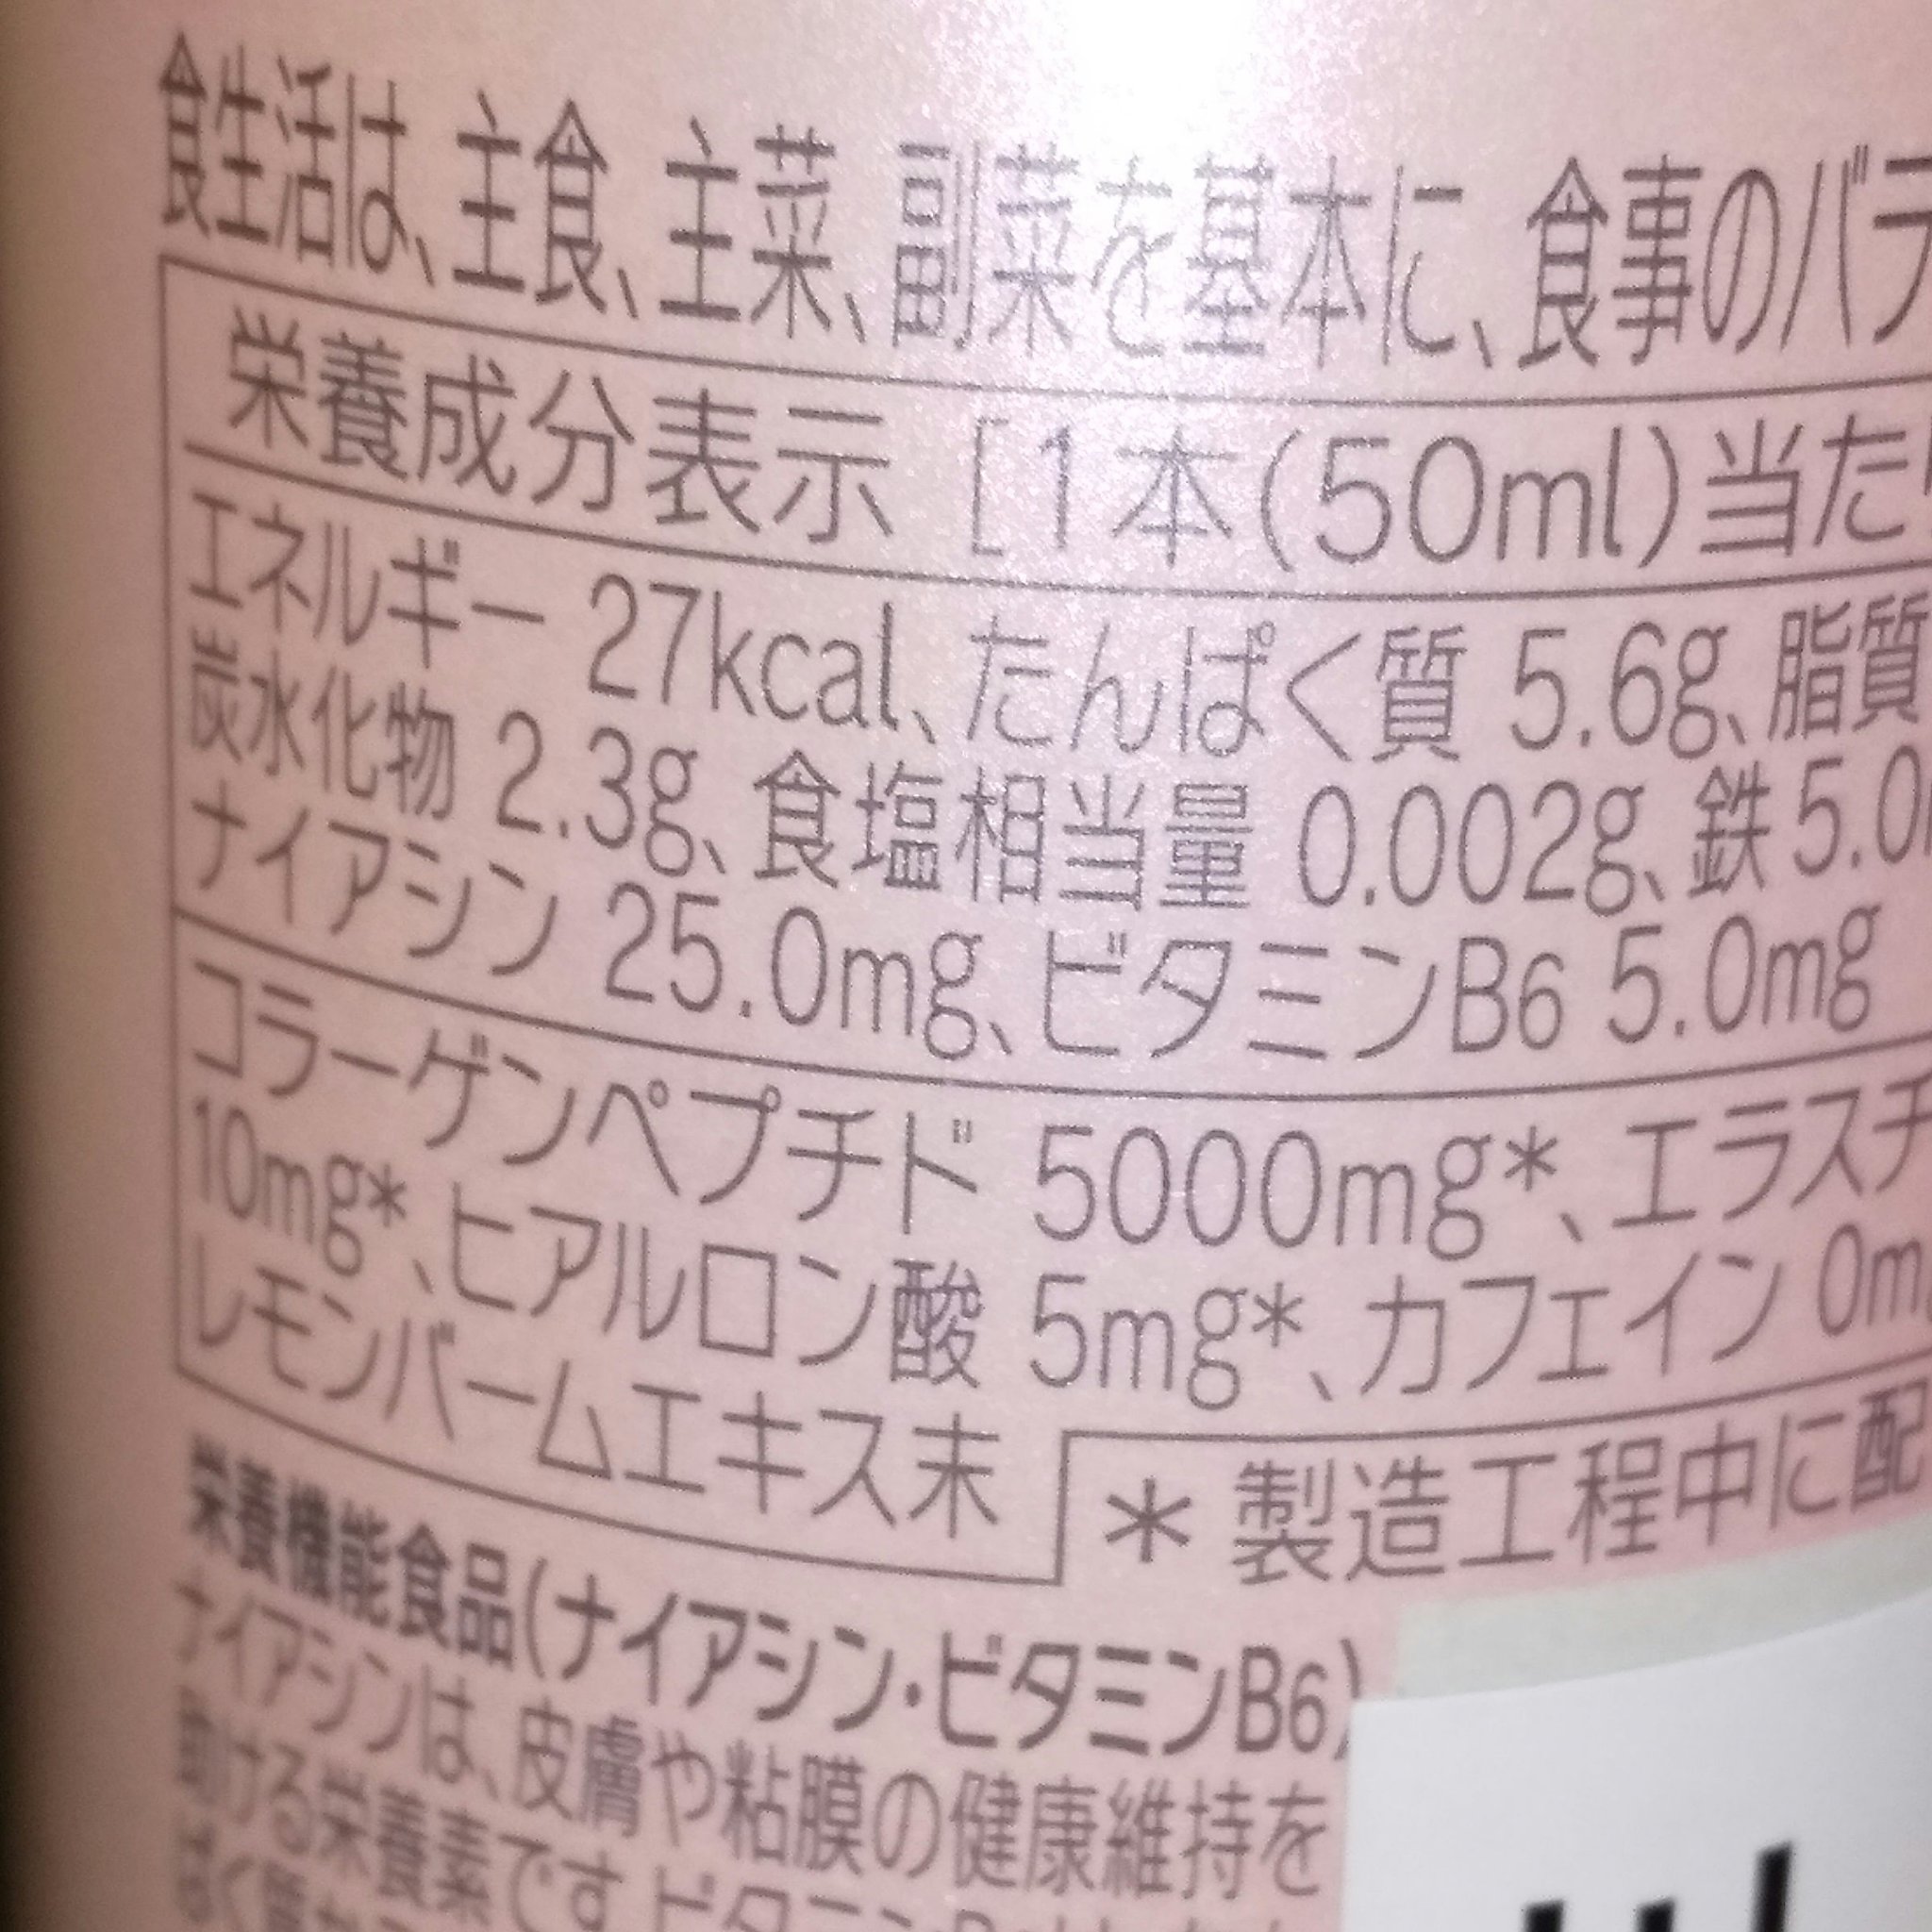 食生活は、主食、主菜、副菜を基本に、食事のバラ
栄養成分表示 [1本(50ml)当た
エネルギー 27kcal、たんぱく質 5.6g、脂質
炭水化物 2.3g、食塩相当量 0.002g、鉄 5.0
ナイアシン 25.0mg、ビタミンB6 5.0mg
コラーゲンペプチド 5000mg*、エラスチ
10mg*、ヒアルロン酸 5mg*、カフェイン 0m
レモンバームエキス末
*製造工程中に配
栄養機能食品(ナイアシン・ビタミンB6)
ナイアシンは、皮膚や粘膜の健康維持を
助ける栄養素です